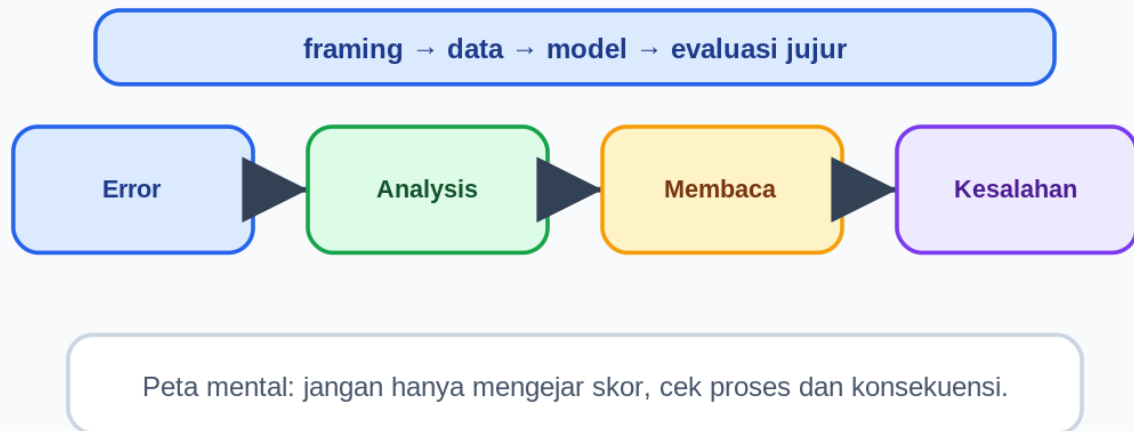 framing → data → model → evaluasi jujur
Error
Analysis
Membaca
Kesalahan
Peta mental: jangan hanya mengejar skor, cek proses dan konsekuensi.